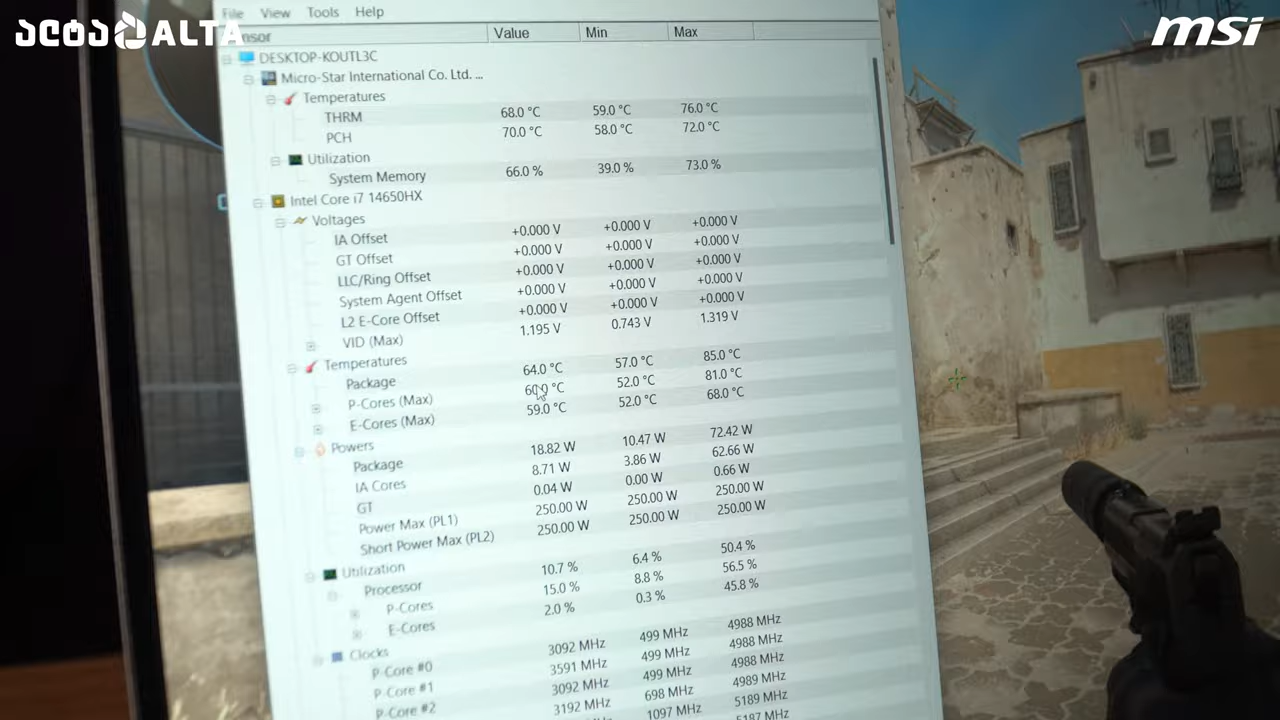 ალტა ALTA
msi
File View Tools Help
Sensor Value Min Max
DESKTOP-KOUTL3C
Micro-Star International Co. Ltd. ...
Temperatures
THRM 68.0 °C 59.0 °C 76.0 °C
PCH 70.0 °C 58.0 °C 72.0 °C
Utilization
System Memory 66.0 % 39.0 % 73.0 %
Intel Core i7 14650HX
Voltages
IA Offset +0.000 V +0.000 V +0.000 V
GT Offset +0.000 V +0.000 V +0.000 V
LLC/Ring Offset +0.000 V +0.000 V +0.000 V
System Agent Offset +0.000 V +0.000 V +0.000 V
L2 E-Core Offset +0.000 V +0.000 V +0.000 V
VID (Max) 1.195 V 0.743 V 1.319 V
Temperatures
Package 64.0 °C 57.0 °C 85.0 °C
P-Cores (Max) 60.0 °C 52.0 °C 81.0 °C
E-Cores (Max) 59.0 °C 52.0 °C 68.0 °C
Powers
Package 18.82 W 10.47 W 72.42 W
IA Cores 8.71 W 3.86 W 62.66 W
GT 0.04 W 0.00 W 0.66 W
Power Max (PL1) 250.00 W 250.00 W 250.00 W
Short Power Max (PL2) 250.00 W 250.00 W 250.00 W
Utilization
Processor 10.7 % 6.4 % 50.4 %
P-Cores 15.0 % 8.8 % 56.5 %
E-Cores 2.0 % 0.3 % 45.8 %
Clocks
P-Core #0 3092 MHz 499 MHz 4988 MHz
P-Core #1 3591 MHz 499 MHz 4988 MHz
P-Core #2 3092 MHz 499 MHz 4988 MHz
3192 MHz 698 MHz 4989 MHz
1097 MHz 5189 MHz
5187 MHz